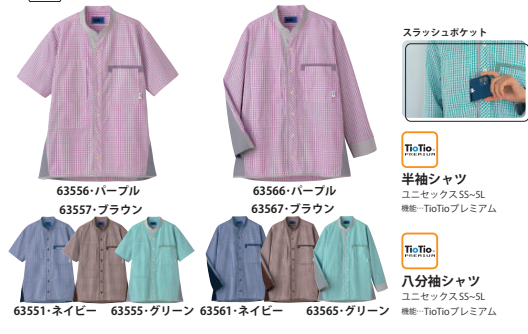 スラッシュポケット
63556・パープル
63566・パープル
63557・ブラウン
63567・ブラウン
63551・ネイビー
63555・グリーン
63561・ネイビー
63565・グリーン
TioTio
PREMIUM
半袖シャツ
ユニセックス SS~5L
機能…TioTioプレミアム
TioTio
PREMIUM
八分袖シャツ
ユニセックス SS~5L
機能…TioTioプレミアム